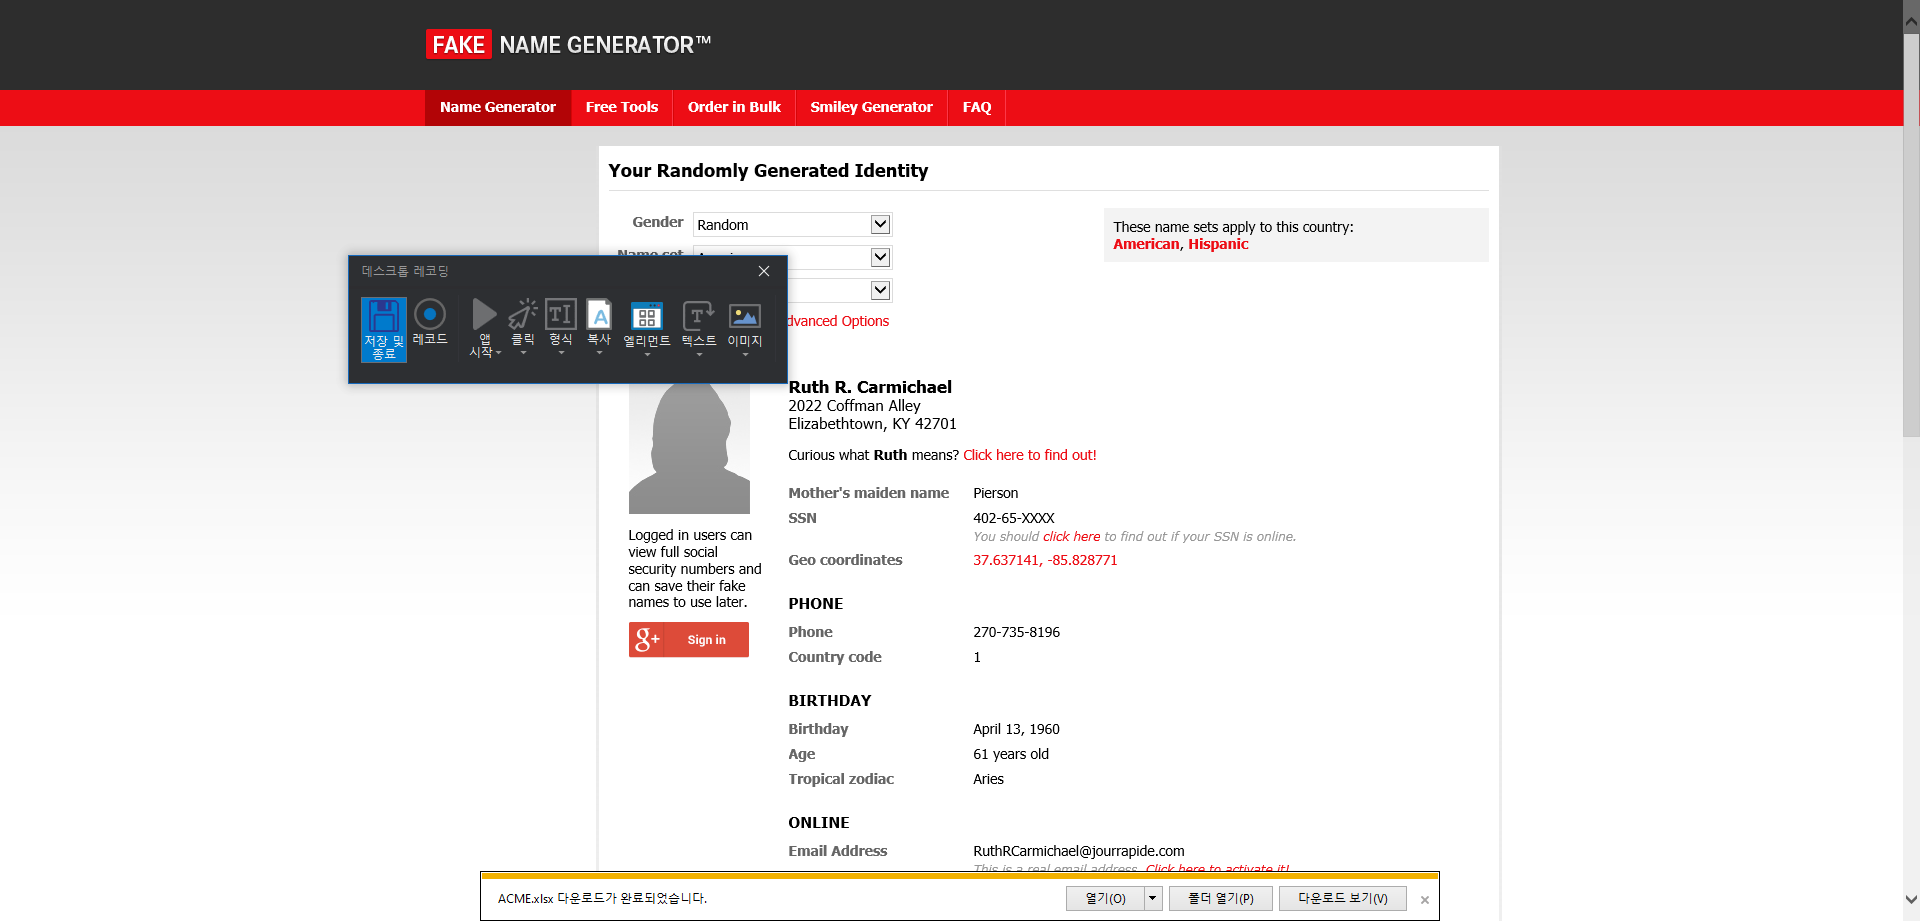 FAKE NAME GENERATOR™
Name Generator Free Tools Order in Bulk Smiley Generator FAQ
Your Randomly Generated Identity
Gender Random
These name sets apply to this country:
American, Hispanic
데스크톱 레코딩
저장 및 종료
레코드
앱 시작
클릭
형식
복사
엘리먼트
텍스트
이미지
dvanced Options
Ruth R. Carmichael
2022 Coffman Alley
Elizabethtown, KY 42701
Curious what Ruth means? Click here to find out!
Mother's maiden name Pierson
SSN 402-65-XXXX
You should click here to find out if your SSN is online.
Geo coordinates 37.637141, -85.828771
Logged in users can
view full social
security numbers and
can save their fake
names to use later.
g+ Sign in
PHONE
Phone 270-735-8196
Country code 1
BIRTHDAY
Birthday April 13, 1960
Age 61 years old
Tropical zodiac Aries
ONLINE
Email Address RuthRCarmichael@jourrapide.com
This is a real email address. Click here to activate it!
ACME.xlsx 다운로드가 완료되었습니다.
열기(O) 폴더 열기(P) 다운로드 보기(V)